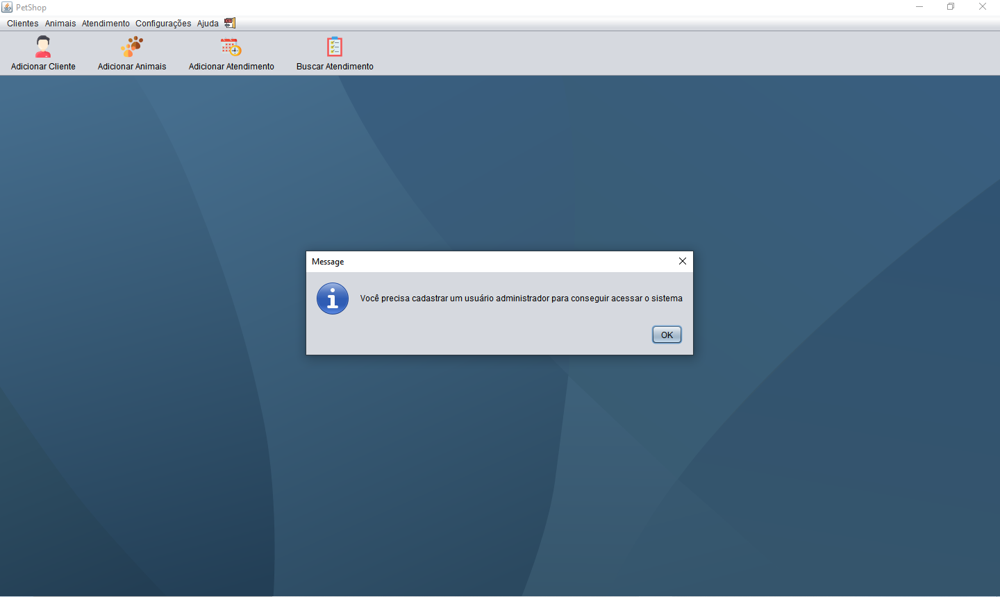 PetShop
Clientes Animais Atendimento Configurações Ajuda
Adicionar Cliente Adicionar Animais Adicionar Atendimento Buscar Atendimento
Message
Você precisa cadastrar um usuário administrador para conseguir acessar o sistema
OK